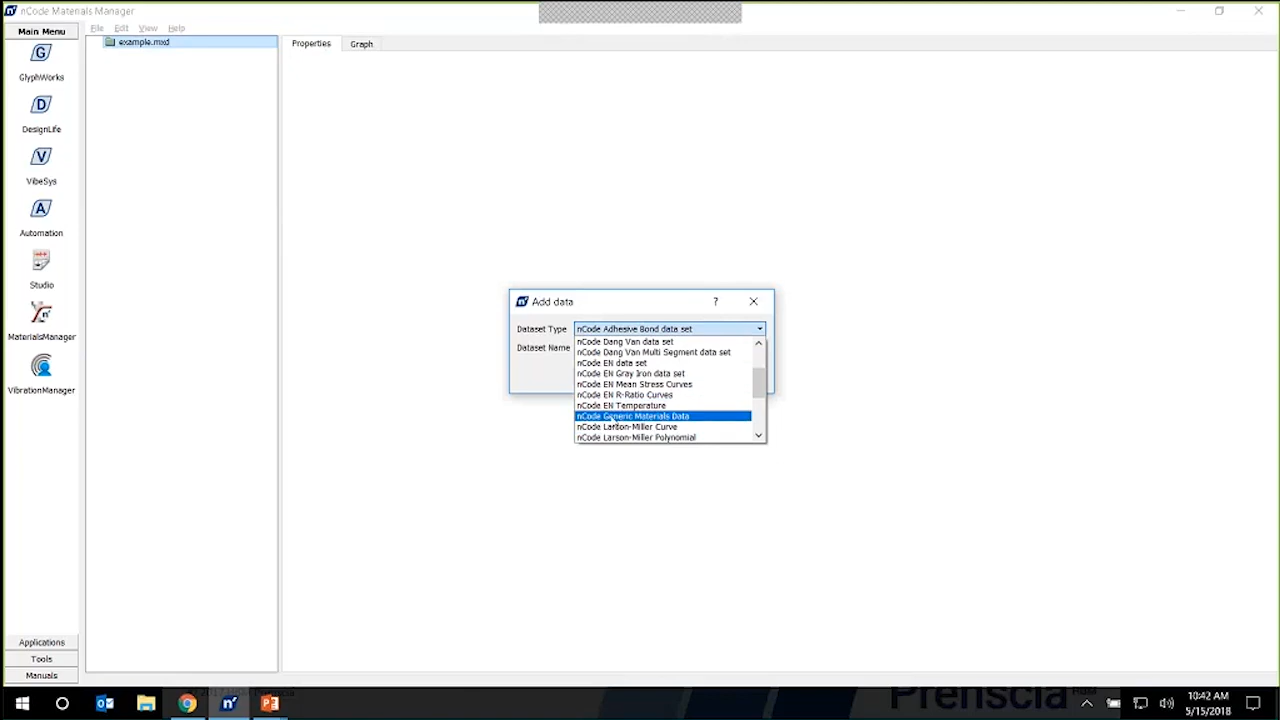 nCode Materials Manager
Main Menu
File Edit View Help
example.mxd
Properties Graph
G
GlyphWorks
D
DesignLife
V
VibeSys
A
Automation
Studio
MaterialsManager
VibrationManager
Add data ?
Dataset Type nCode Adhesive Bond data set
Dataset Name
nCode Dang Van data set
nCode Dang Van Multi Segment data set
nCode EN data set
nCode EN Gray Iron data set
nCode EN Mean Stress Curves
nCode EN R-Ratio Curves
nCode EN Temperature
nCode Generic Materials Data
nCode Larson-Miller Curve
nCode Larson-Miller Polynomial
Applications
Tools
Manuals
Prenscia
10:42 AM
5/15/2018